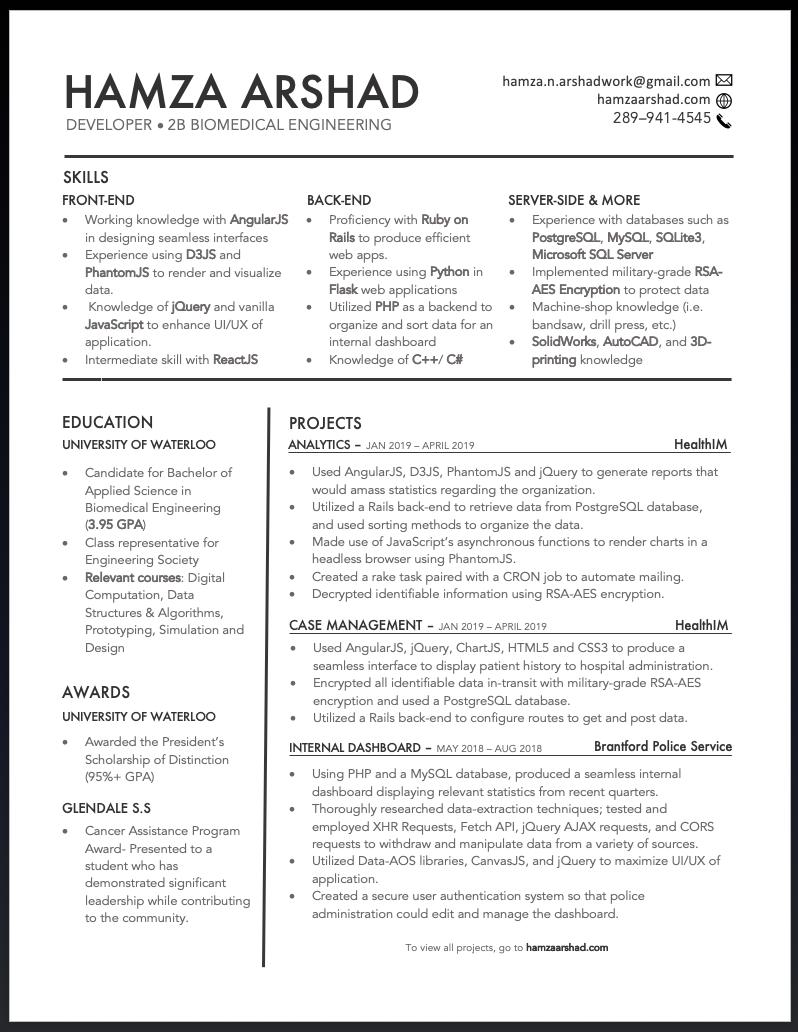 HAMZA ARSHAD
DEVELOPER • 2B BIOMEDICAL ENGINEERING
hamza.n.arshadwork@gmail.com
hamzaarshad.com
289–941-4545
SKILLS
FRONT-END
• Working knowledge with AngularJS
in designing seamless interfaces
• Experience using D3JS and
PhantomJS to render and visualize
data.
• Knowledge of jQuery and vanilla
JavaScript to enhance UI/UX of
application.
• Intermediate skill with ReactJS
BACK-END
• Proficiency with Ruby on
Rails to produce efficient
web apps.
• Experience using Python in
Flask web applications
• Utilized PHP as a backend to
organize and sort data for an
internal dashboard
• Knowledge of C++/ C#
SERVER-SIDE & MORE
• Experience with databases such as
PostgreSQL, MySQL, SQLite3,
Microsoft SQL Server
• Implemented military-grade RSA-
AES Encryption to protect data
• Machine-shop knowledge (i.e.
bandsaw, drill press, etc.)
• SolidWorks, AutoCAD, and 3D-
printing knowledge
EDUCATION
UNIVERSITY OF WATERLOO
• Candidate for Bachelor of
Applied Science in
Biomedical Engineering
(3.95 GPA)
• Class representative for
Engineering Society
• Relevant courses: Digital
Computation, Data
Structures & Algorithms,
Prototyping, Simulation and
Design
AWARDS
UNIVERSITY OF WATERLOO
• Awarded the President's
Scholarship of Distinction
(95%+ GPA)
GLENDALE S.S
• Cancer Assistance Program
Award- Presented to a
student who has
demonstrated significant
leadership while contributing
to the community.
PROJECTS
ANALYTICS – JAN 2019 – APRIL 2019 HealthIM
• Used AngularJS, D3JS, PhantomJS and jQuery to generate reports that
would amass statistics regarding the organization.
• Utilized a Rails back-end to retrieve data from PostgreSQL database,
and used sorting methods to organize the data.
• Made use of JavaScript's asynchronous functions to render charts in a
headless browser using PhantomJS.
• Created a rake task paired with a CRON job to automate mailing.
• Decrypted identifiable information using RSA-AES encryption.
CASE MANAGEMENT – JAN 2019 – APRIL 2019 HealthIM
• Used AngularJS, jQuery, ChartJS, HTML5 and CSS3 to produce a
seamless interface to display patient history to hospital administration.
• Encrypted all identifiable data in-transit with military-grade RSA-AES
encryption and used a PostgreSQL database.
• Utilized a Rails back-end to configure routes to get and post data.
INTERNAL DASHBOARD – MAY 2018 – AUG 2018 Brantford Police Service
• Using PHP and a MySQL database, produced a seamless internal
dashboard displaying relevant statistics from recent quarters.
• Thoroughly researched data-extraction techniques; tested and
employed XHR Requests, Fetch API, jQuery AJAX requests, and CORS
requests to withdraw and manipulate data from a variety of sources.
• Utilized Data-AOS libraries, CanvasJS, and jQuery to maximize UI/UX of
application.
• Created a secure user authentication system so that police
administration could edit and manage the dashboard.
To view all projects, go to hamzaarshad.com